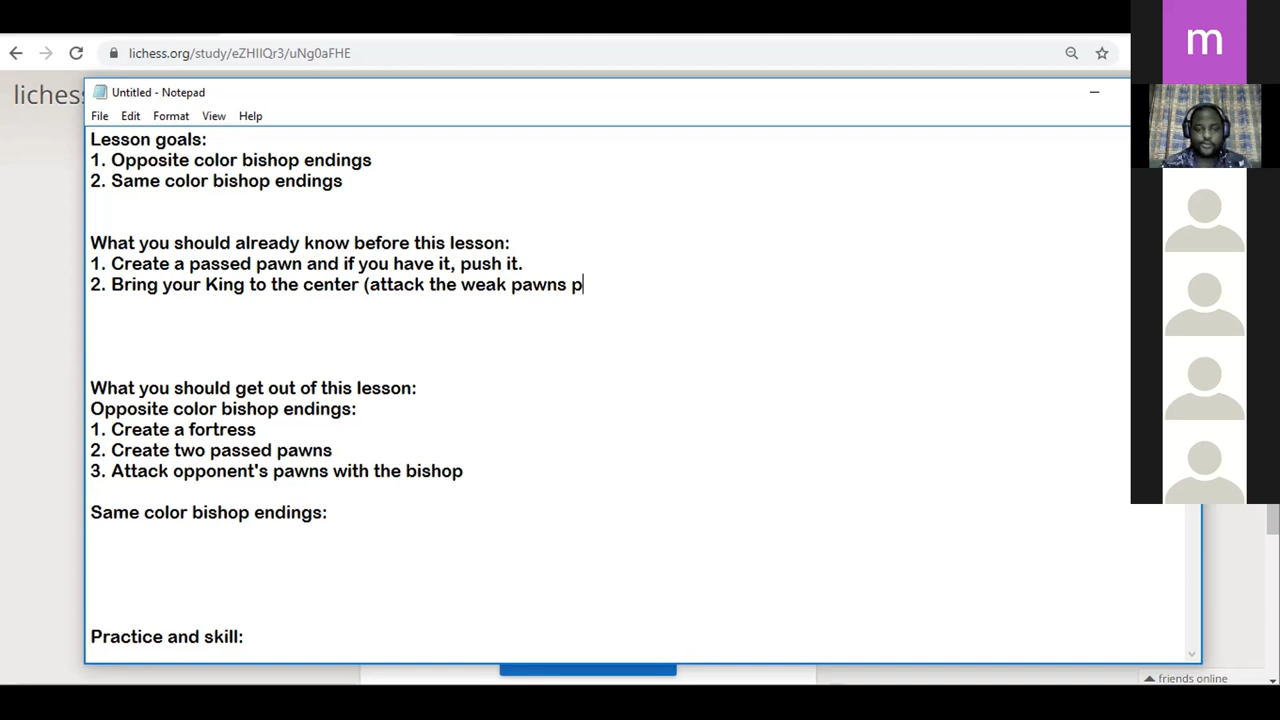 m
lichess.org/study/eZHIIQr3/uNg0aFHE
lichess
Untitled - Notepad
File Edit Format View Help
Lesson goals:
1. Opposite color bishop endings
2. Same color bishop endings
What you should already know before this lesson:
1. Create a passed pawn and if you have it, push it.
2. Bring your King to the center (attack the weak pawns p
What you should get out of this lesson:
Opposite color bishop endings:
1. Create a fortress
2. Create two passed pawns
3. Attack opponent's pawns with the bishop
Same color bishop endings:
Practice and skill:
friends online